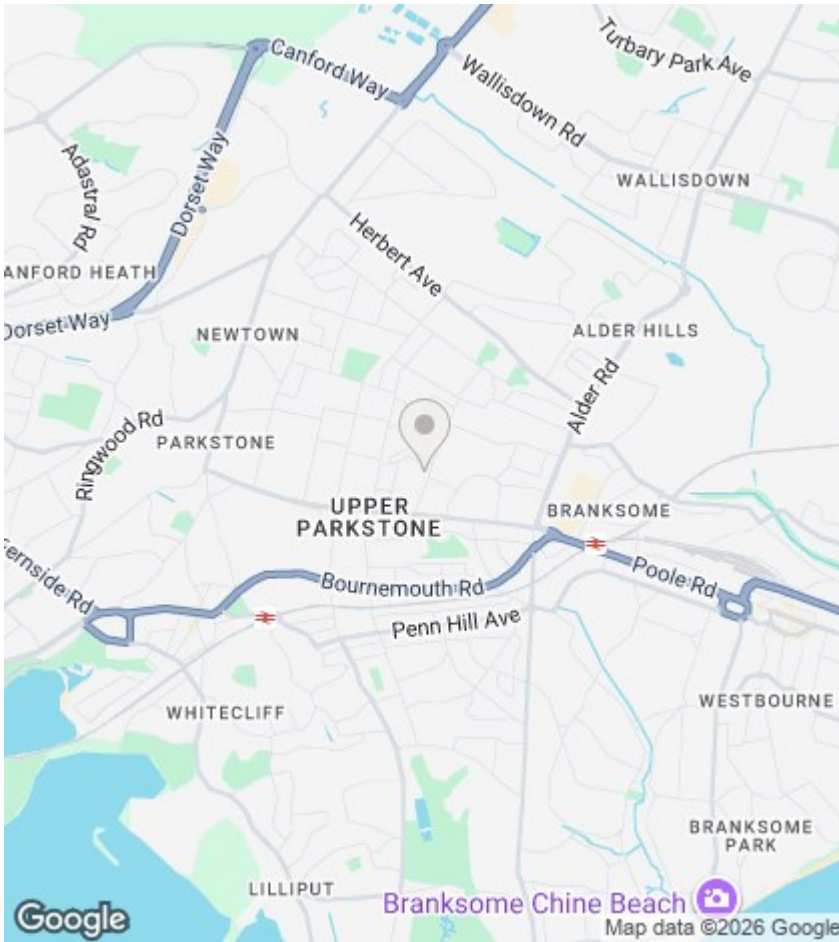 Turbary Park Ave
Canford Way
Wallisdown Rd
WALLISDOWN
Adastral Rd
Dorset Way
Herbert Ave
ANFORD HEATH
Dorset Way
NEWTOWN
ALDER HILLS
Alder Rd
Ringwood Rd
PARKSTONE
UPPER
PARKSTONE
BRANKSOME
Fernside Rd
Bournemouth Rd
Poole Rd
Penn Hill Ave
WHITECLIFF
WESTBOURNE
BRANKSOME
PARK
LILLIPUT
Branksome Chine Beach
Google
Map data ©2026 Google